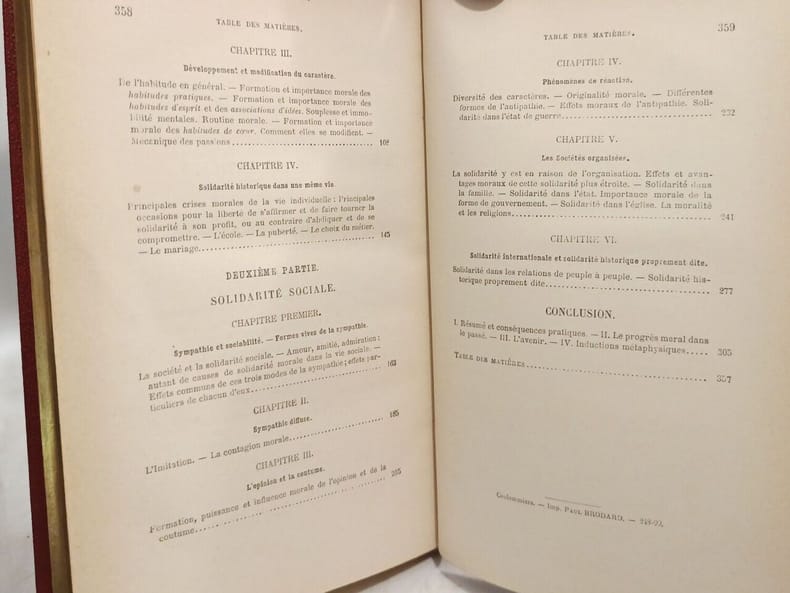 358
TABLE DES MATIÈRES.
CHAPITRE III.
Développement et modification du caractère.
De l'habitude en général. — Formation et importance morale des
habitudes pratiques. — Formation et importance morale des
habitudes d'esprit et des associations d'idées. Souplesse et immo-
bilité mentales. Routine morale. — Formation et importance
morale des habitudes de cœur. Comment elles se modifient. —
Mécanique des passions
CHAPITRE IV.
Solidarité historique dans une même vie
Principales crises morales de la vie individuelle : Principales
occasions pour la liberté de s'affirmer et de faire tourner la
solidarité à son profit, ou au contraire d'abdiquer et de se
compromettre. — L'école. — La puberté. — Le choix du métier.
— Le mariage 145
DEUXIÈME PARTIE.
SOLIDARITÉ SOCIALE.
CHAPITRE PREMIER.
Sympathie et sociabilité. — Formes vives de la sympathie.
La société et la solidarité sociale. — Amour, amitié, admiration :
autant de causes de solidarité morale dans la vie sociale. —
Effets communs de ces trois modes de la sympathie; effets par-
ticuliers de chacun d'eux 163
CHAPITRE II.
Sympathie diffuse.
L'Imitation. — La contagion morale 185
CHAPITRE III.
L'opinion et la coutume.
Formation, puissance et influence morale de l'opinion et de la
coutume 205
TABLE DES MATIÈRES. 359
CHAPITRE IV.
Phénomènes de réaction.
Diversité des caractères. — Originalité morale. — Différentes
formes de l'antipathie. — Effets moraux de l'antipathie. Soli-
darité dans l'état de guerre 232
CHAPITRE V.
Les Sociétés organisées.
La solidarité y est en raison de l'organisation. Effets et avan-
tages moraux de cette solidarité plus étroite. — Solidarité dans
la famille. — Solidarité dans l'état. Importance morale de la
forme de gouvernement. — Solidarité dans l'église. La moralité
et les religions 241
CHAPITRE VI.
Solidarité internationale et solidarité historique proprement dite.
Solidarité dans les relations de peuple à peuple. — Solidarité his-
torique proprement dite 277
CONCLUSION.
I. Résumé et conséquences pratiques. — II. Le progrès moral dans
le passé. — III. L'avenir. — IV. Inductions métaphysiques 305
TABLE DES MATIÈRES 357
Coulommiers. — Imp. PAUL BRODARD. —